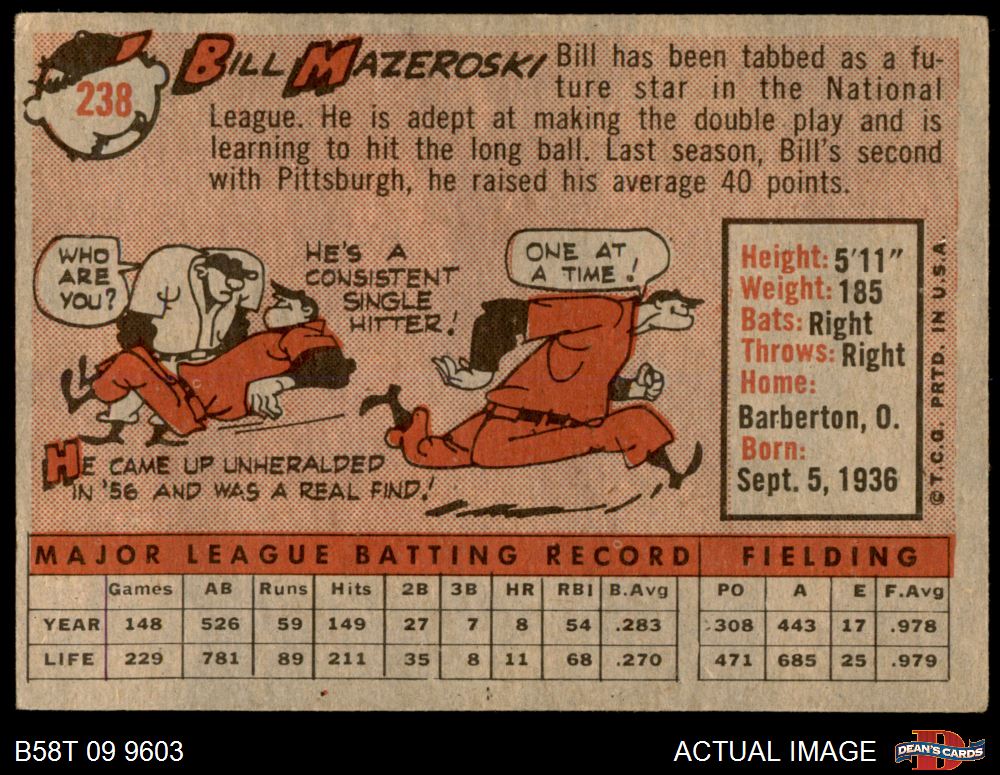 238
BILL MAZEROSKI
Bill has been tabbed as a fu-
ture star in the National
League. He is adept at making the double play and is
learning to hit the long ball. Last season, Bill's second
with Pittsburgh, he raised his average 40 points.
WHO
ARE
YOU?
HE'S A
CONSISTENT
SINGLE
HITTER!
ONE AT
A TIME!
HE CAME UP UNHERALDED
IN '56 AND WAS A REAL FIND!
Height: 5'11"
Weight: 185
Bats: Right
Throws: Right
Home:
Barberton, O.
Born:
Sept. 5, 1936
© T.C.G. PRTD. IN U.S.A.
MAJOR LEAGUE BATTING RECORD FIELDING
Games AB Runs Hits 2B 3B HR RBI B.Avg PO A E F.Avg
YEAR 148 526 59 149 27 7 8 54 .283 308 443 17 .978
LIFE 229 781 89 211 35 8 11 68 .270 471 685 25 .979
B58T 09 9603
ACTUAL IMAGE
D
DEAN'S CARDS